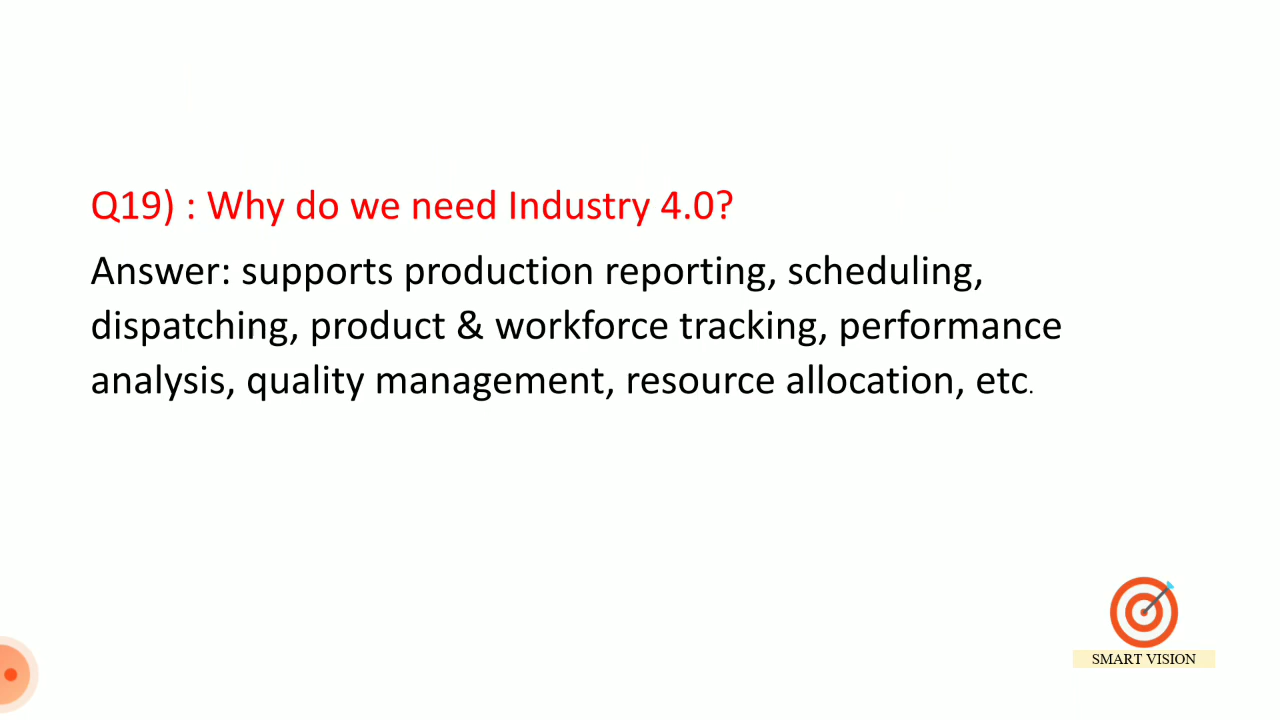 Q19) : Why do we need Industry 4.0?
Answer: supports production reporting, scheduling,
dispatching, product & workforce tracking, performance
analysis, quality management, resource allocation, etc.
SMART VISION